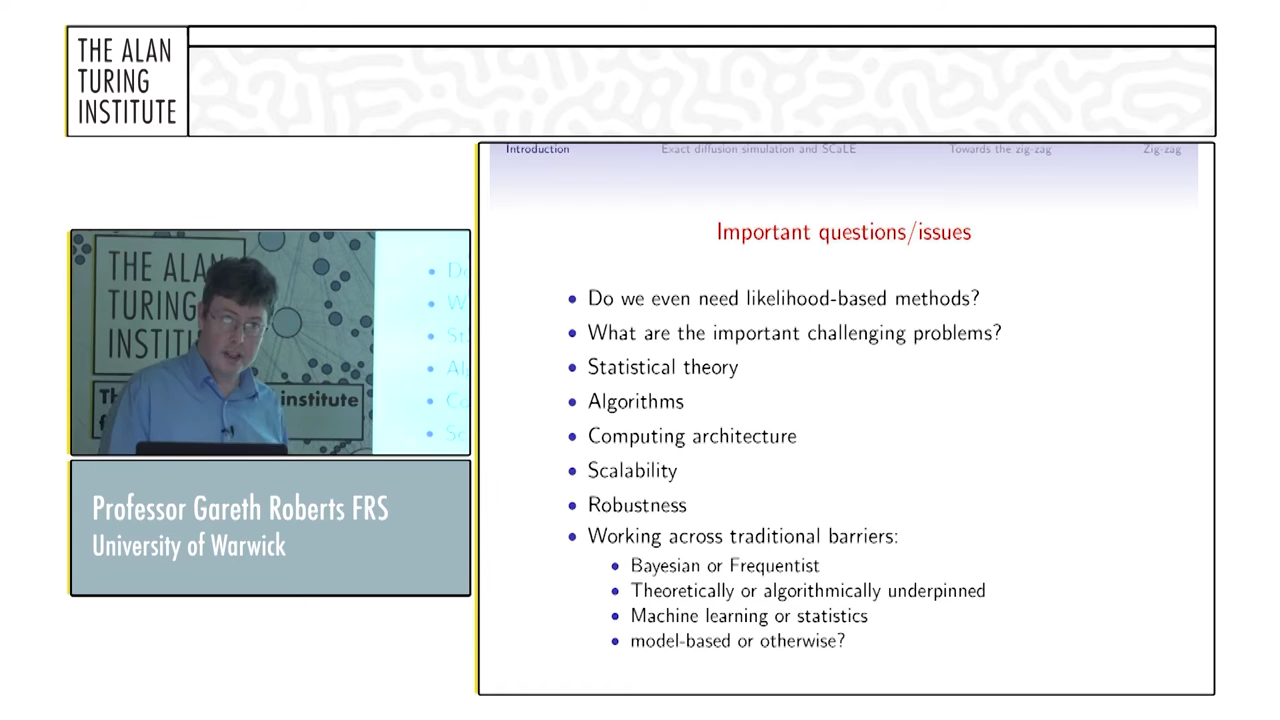 THE ALAN
TURING
INSTITUTE
Introduction
Exact diffusion simulation and SCaLE
Towards the zig-zag
Zig-zag
Important questions/issues
• Do we even need likelihood-based methods?
• What are the important challenging problems?
• Statistical theory
• Algorithms
• Computing architecture
• Scalability
• Robustness
• Working across traditional barriers:
• Bayesian or Frequentist
• Theoretically or algorithmically underpinned
• Machine learning or statistics
• model-based or otherwise?
THE ALAN
TURING
INSTIT
institute
Professor Gareth Roberts FRS
University of Warwick